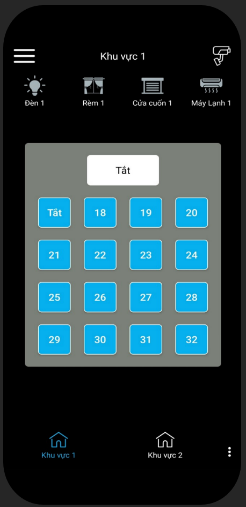 Khu vực 1
Đèn 1 Rèm 1 Cửa cuốn 1 Máy Lạnh 1
Tắt
Tắt 18 19 20
21 22 23 24
25 26 27 28
29 30 31 32
Khu vực 1 Khu vực 2